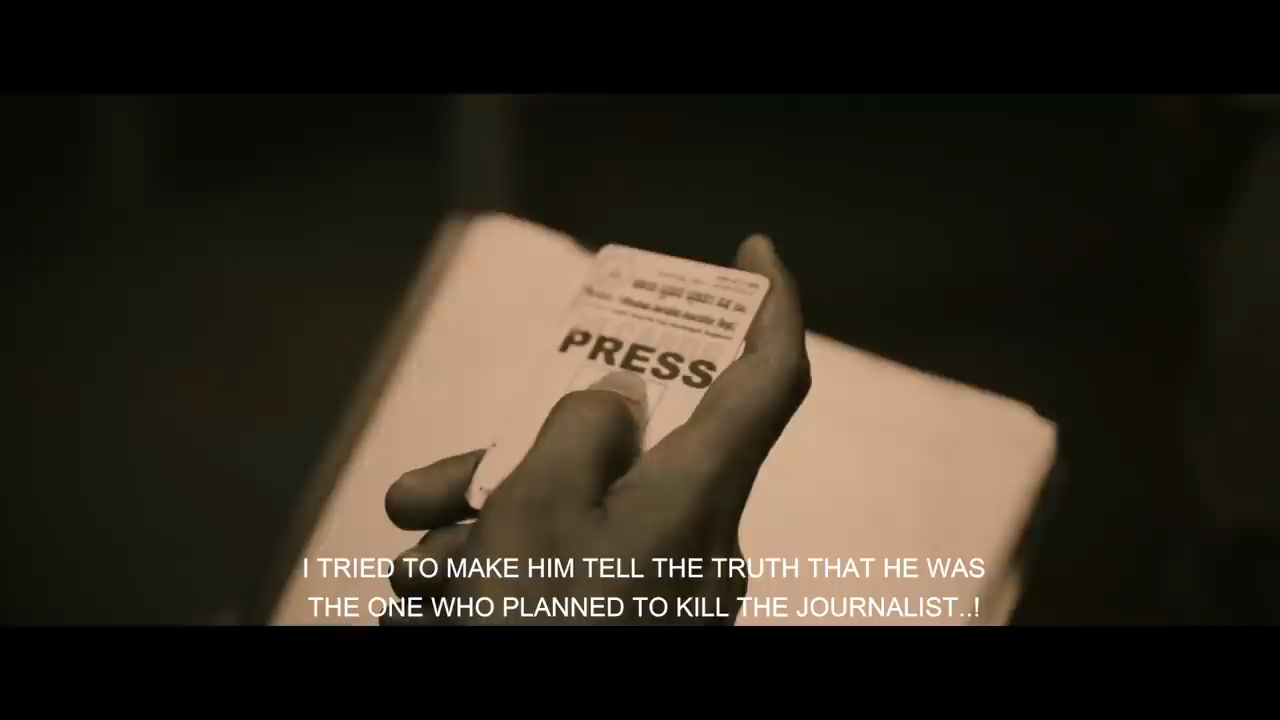 PRESS
I TRIED TO MAKE HIM TELL THE TRUTH THAT HE WAS
THE ONE WHO PLANNED TO KILL THE JOURNALIST..!